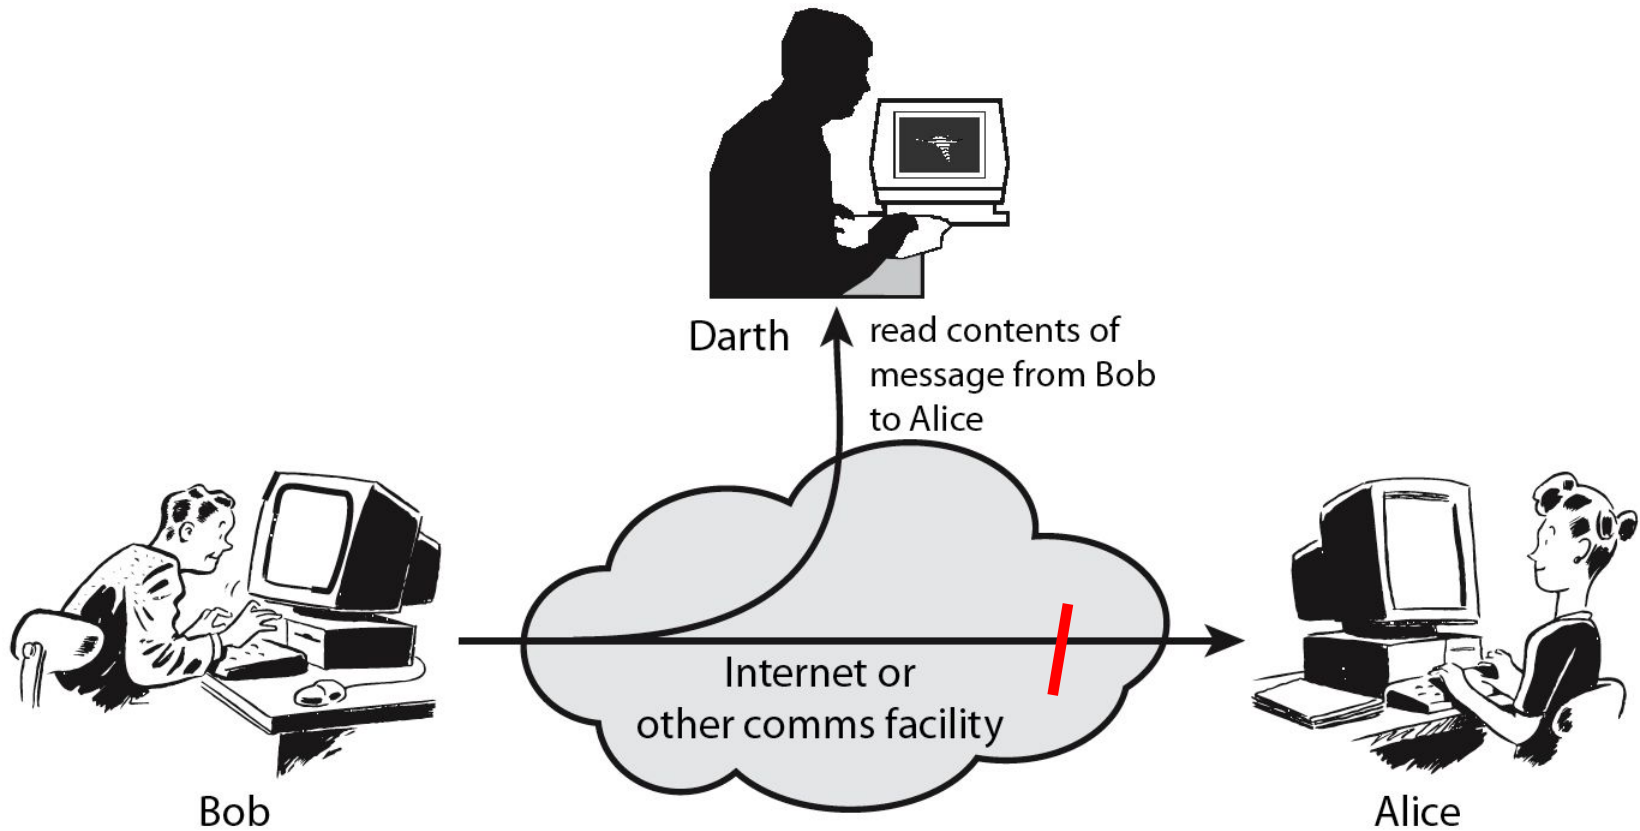 Darth
read contents of
message from Bob
to Alice
Internet or
other comms facility
Bob
Alice